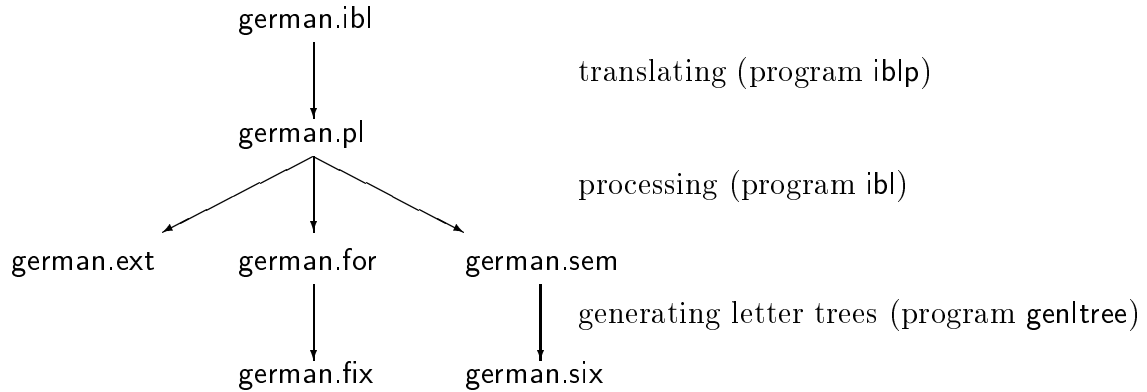 german.ibl
translating (program iblp)
german.pl
processing (program ibl)
german.ext german.for german.sem
generating letter trees (program genltree)
german.fix german.six